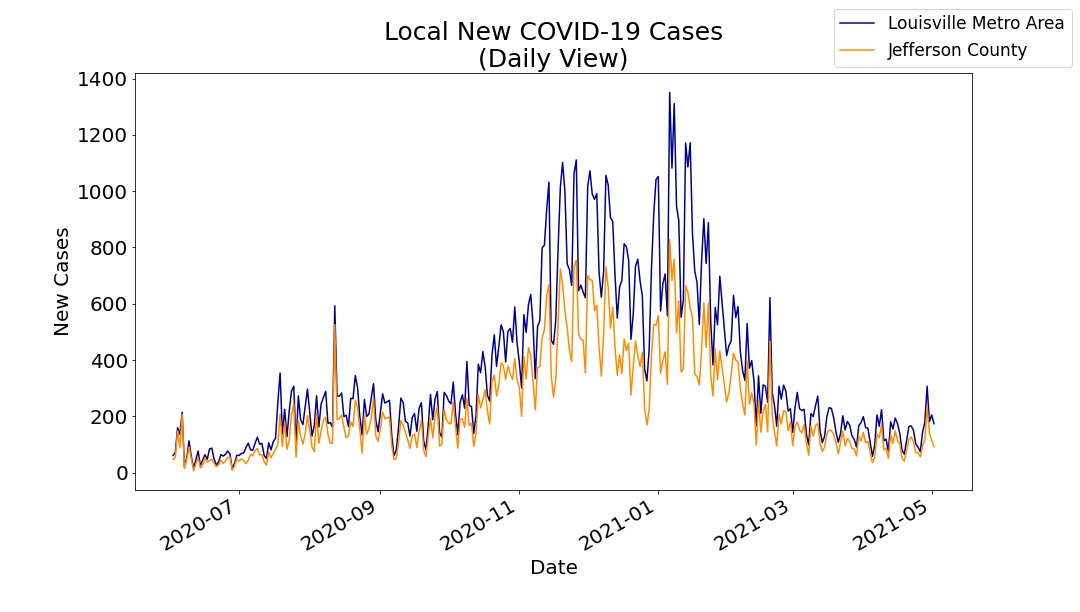 Local New COVID-19 Cases
(Daily View)
Louisville Metro Area
Jefferson County
New Cases
1400
1200
1000
800
600
400
200
0
2020-07
2020-09
2020-11
2021-01
2021-03
2021-05
Date